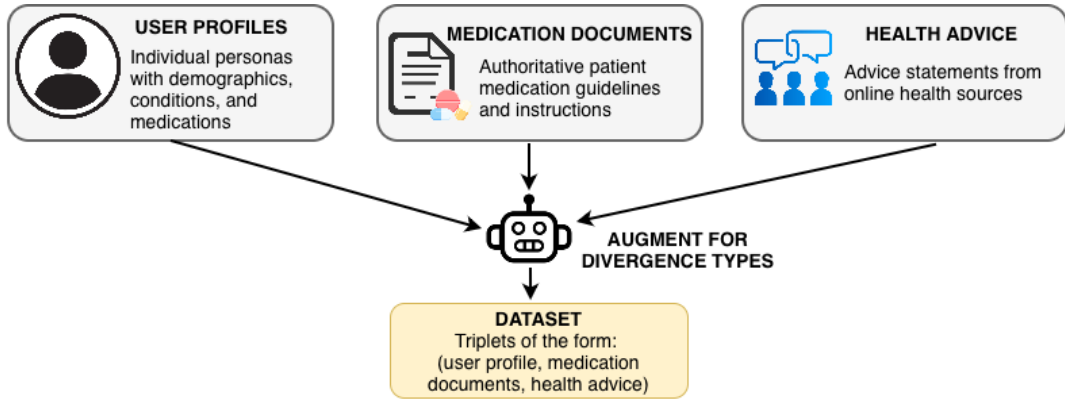 USER PROFILES
Individual personas
with demographics,
conditions, and
medications
MEDICATION DOCUMENTS
Authoritative patient
medication guidelines
and instructions
HEALTH ADVICE
Advice statements from
online health sources
AUGMENT FOR
DIVERGENCE TYPES
DATASET
Triplets of the form:
(user profile, medication
documents, health advice)